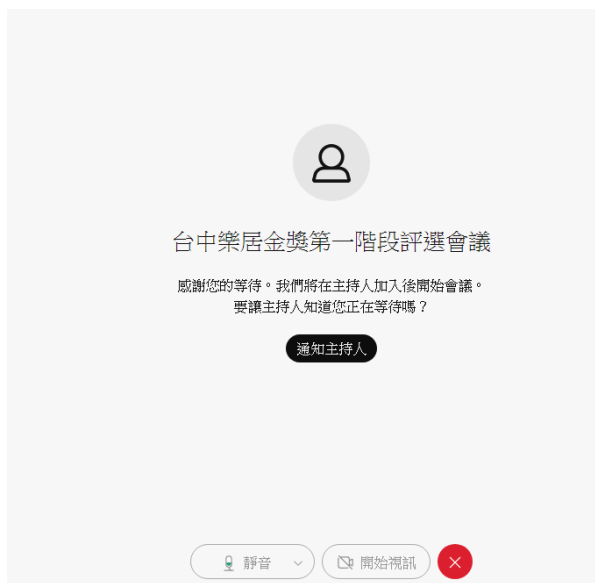 台中樂居金獎第一階段評選會議
感謝您的等待。我們將在主持人加入後開始會議。
要讓主持人知道您正在等待嗎？
通知主持人
靜音
開始視訊